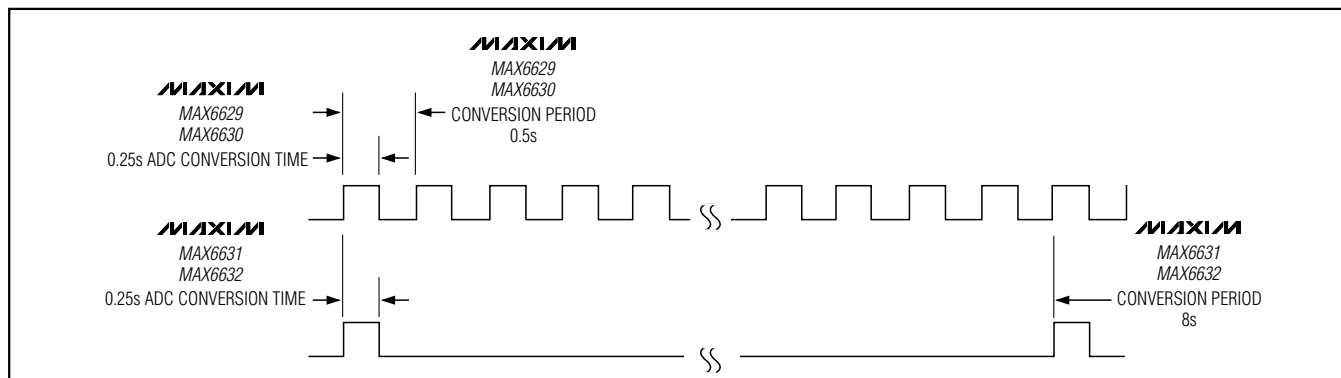 MAXIM
MAX6629
MAX6630
CONVERSION PERIOD
0.5s
MAXIM
MAX6629
MAX6630
0.25s ADC CONVERSION TIME
MAXIM
MAX6631
MAX6632
0.25s ADC CONVERSION TIME
MAXIM
MAX6631
MAX6632
CONVERSION PERIOD
8s